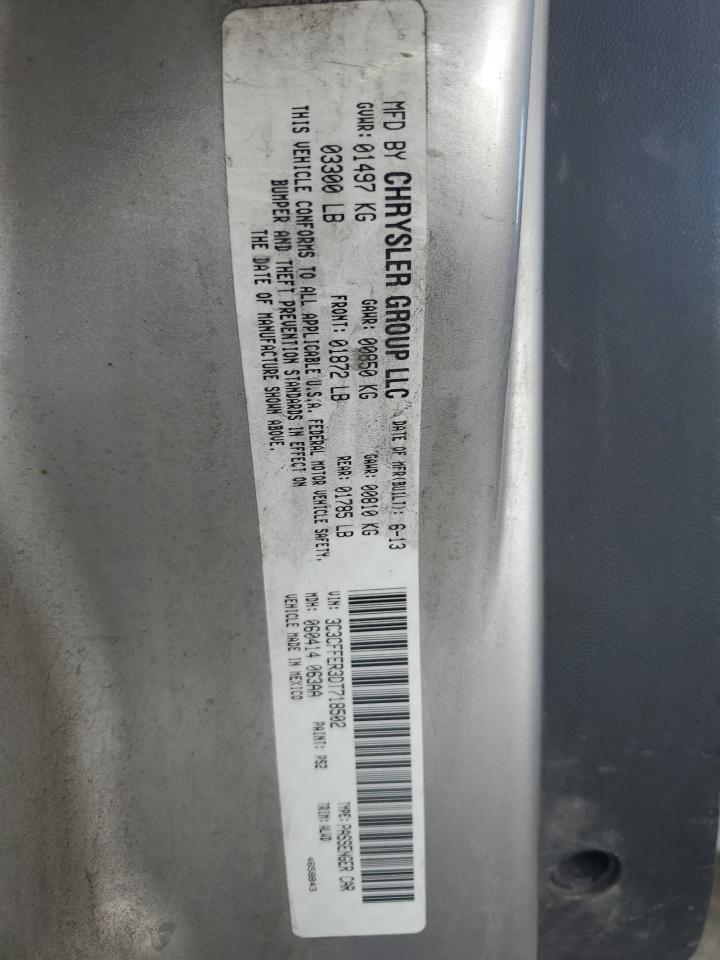 MFD BY CHRYSLER GROUP LLC DATE OF MFR(BUILT): 6-13
GVWR: 01497 KG GAWR: 00850 KG GAWR: 00810 KG
03300 LB FRONT: 01872 LB REAR: 01785 LB
THIS VEHICLE CONFORMS TO ALL APPLICABLE U.S.A. FEDERAL MOTOR VEHICLE SAFETY,
BUMPER AND THEFT PREVENTION STANDARDS IN EFFECT ON
THE DATE OF MANUFACTURE SHOWN ABOVE.
VIN: 3C3CFFER3DT718502 TYPE: PASSENGER CAR
MDH: 060414 063AA PAINT: PS2 TRIM: HLWD
VEHICLE MADE IN MEXICO 4658843